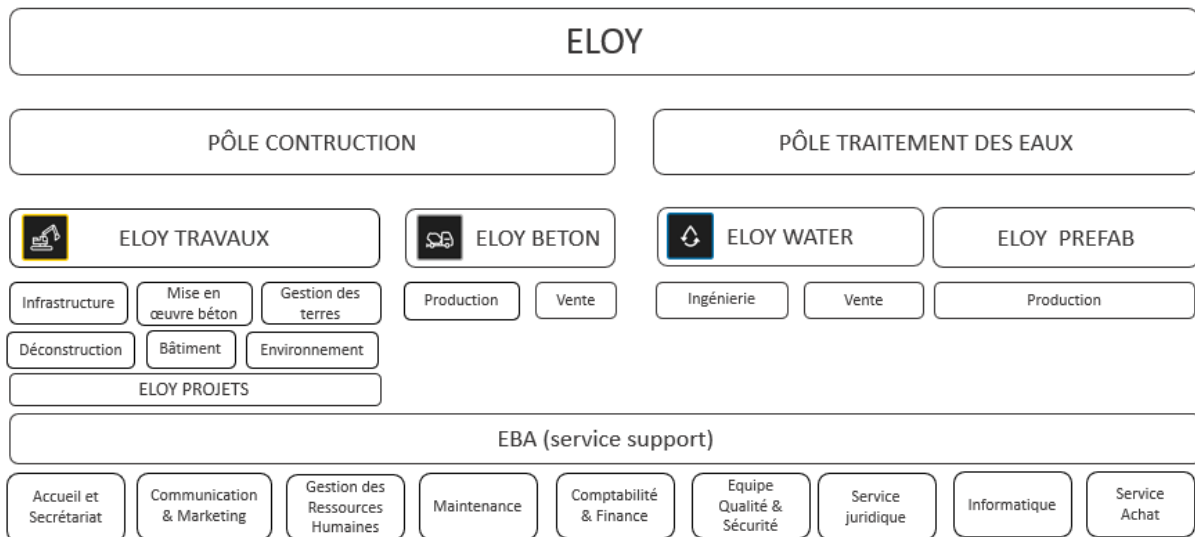 ELOY
PÔLE CONTRUCTION
PÔLE TRAITEMENT DES EAUX
ELOY TRAVAUX
ELOY BETON
ELOY WATER
ELOY PREFAB
Infrastructure
Mise en
œuvre béton
Gestion des
terres
Production
Vente
Ingénierie
Vente
Production
Déconstruction
Bâtiment
Environnement
ELOY PROJETS
EBA (service support)
Accueil et
Secrétariat
Communication
& Marketing
Gestion des
Ressources
Humaines
Maintenance
Comptabilité
& Finance
Equipe
Qualité &
Sécurité
Service
juridique
Informatique
Service
Achat